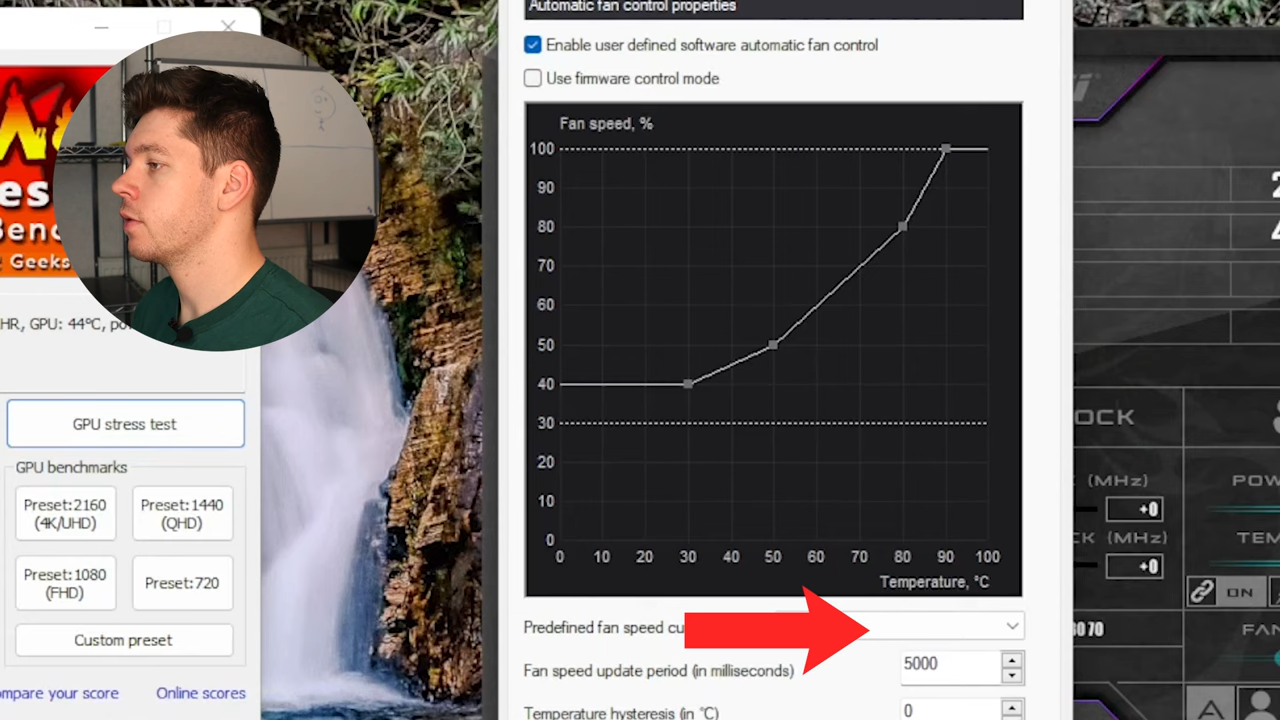 Automatic fan control properties
Enable user defined software automatic fan control
Use firmware control mode
Fan speed, %
100
90
80
70
60
50
40
30
20
10
0
0 10 20 30 40 50 60 70 80 90 100
Temperature, °C
Predefined fan speed cu
Fan speed update period (in milliseconds)
5000
Temperature hysteresis (in °C)
0
es
Benc
Geeks
HR, GPU: 44°C, po
GPU stress test
GPU benchmarks
Preset:2160
(4K/UHD)
Preset:1440
(QHD)
Preset:1080
(FHD)
Preset:720
Custom preset
ompare your score
Online scores
OCK
(MHz)
+0
CK (MHz)
+0
POW
TEM
ON
3070
FAN
A